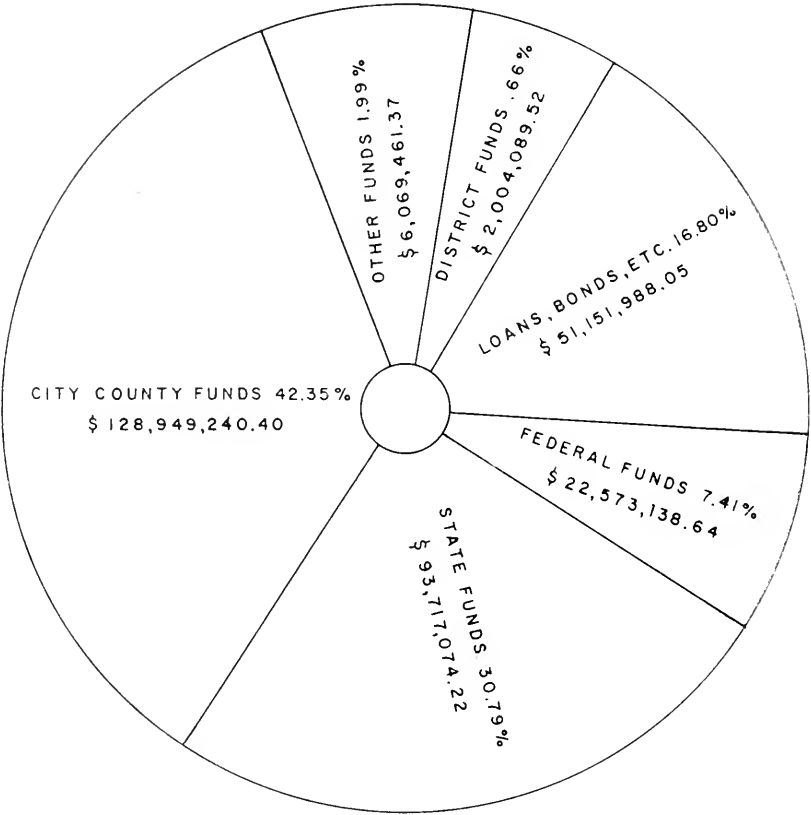 OTHER FUNDS 1.99%
$ 6,069,461.37
DISTRICT FUNDS .66%
$ 2,004,089.52
LOANS, BONDS, ETC. 16.80%
$ 51,151,988.05
CITY COUNTY FUNDS 42.35%
$ 128,949,240.40
FEDERAL FUNDS 7.41%
$ 22,573,138.64
STATE FUNDS 30.79%
$ 93,717,074.22